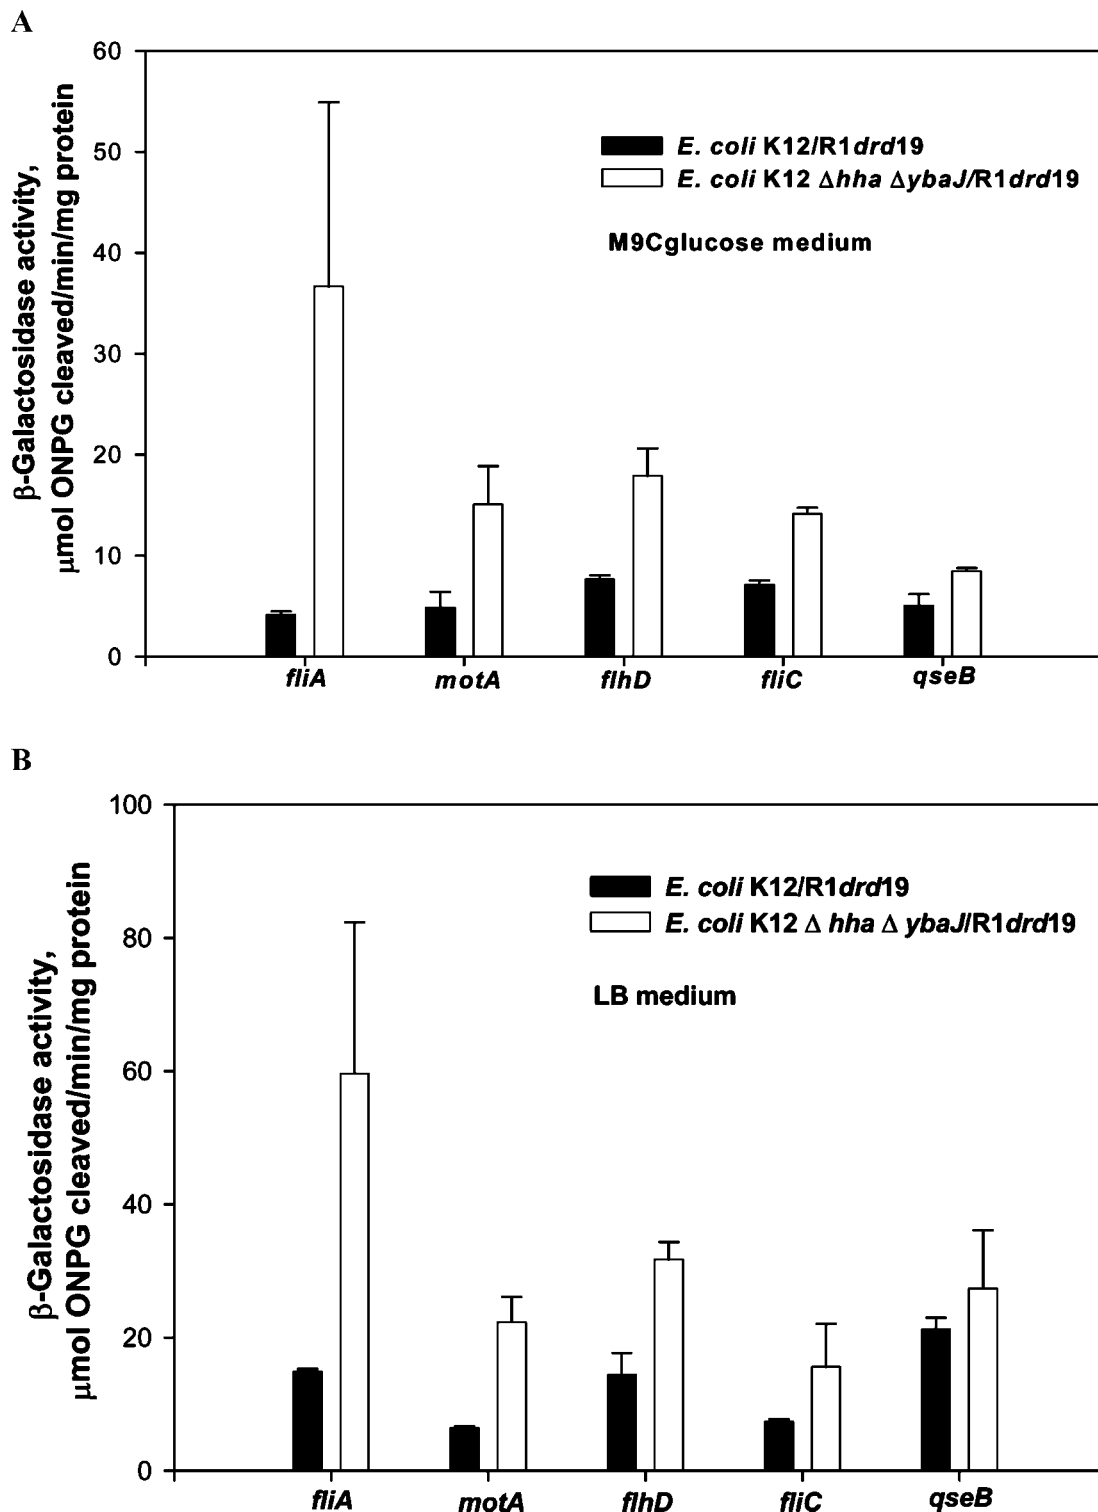 A
60
50
40
30
20
10
0
β-Galactosidase activity,
μmol ONPG cleaved/min/mg protein
E. coli K12/R1drd19
E. coli K12 ΔhhaΔybaJ/R1drd19
M9Cglucose medium
fliA motA flhD fliC qseB
B
100
80
60
40
20
0
β-Galactosidase activity,
μmol ONPG cleaved/min/mg protein
E. coli K12/R1drd19
E. coli K12 Δ hha Δ ybaJ/R1drd19
LB medium
fliA motA flhD fliC qseB